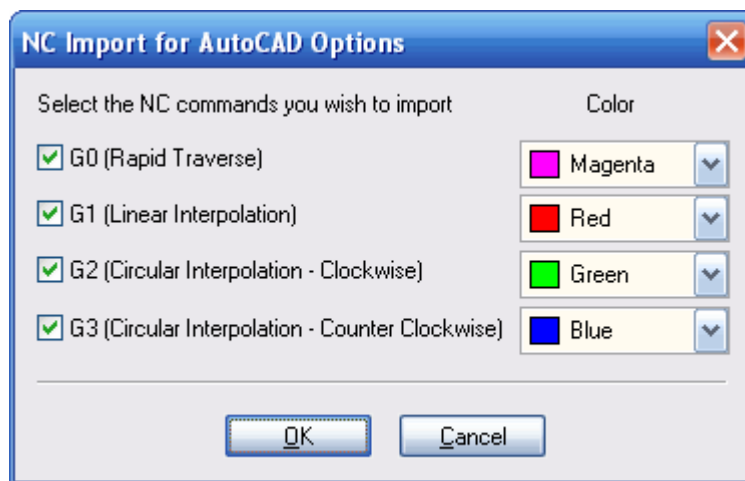 NC Import for AutoCAD Options
Select the NC commands you wish to import Color
G0 (Rapid Traverse) Magenta
G1 (Linear Interpolation) Red
G2 (Circular Interpolation - Clockwise) Green
G3 (Circular Interpolation - Counter Clockwise) Blue
OK Cancel